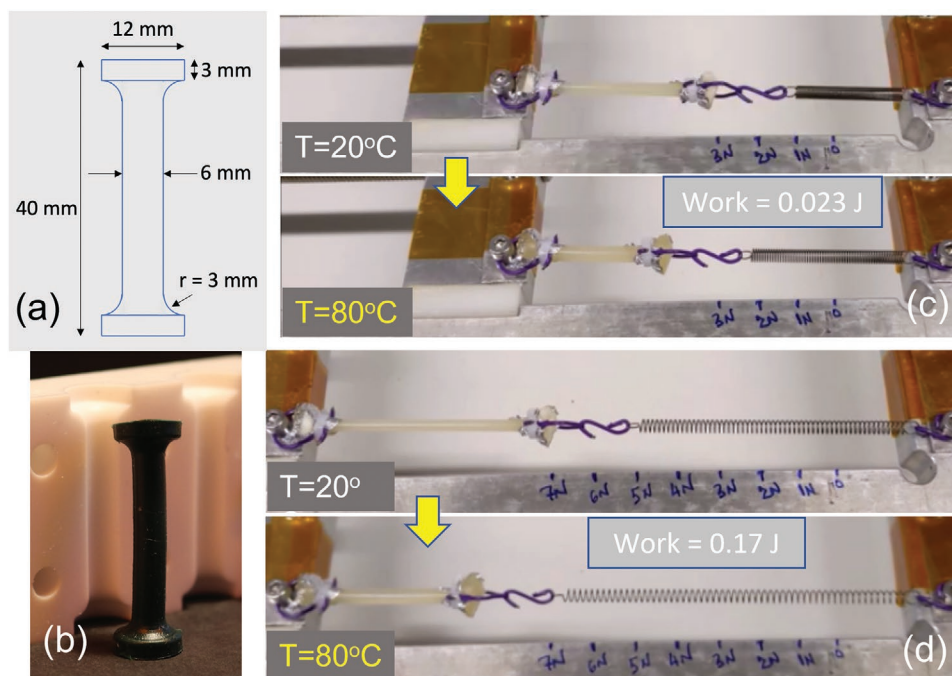 12 mm
3 mm
6 mm
40 mm
r = 3 mm
(a)
T=20°C
3N 2N 1N 0
Work = 0.023 J
T=80°C
3N 2N 1N 0
(c)
(b)
T=20°
7N 6N 5N 4N 3N 2N 1N 0
Work = 0.17 J
T=80°C
7N 6N 5N 4N 3N 2N 1N 0
(d)